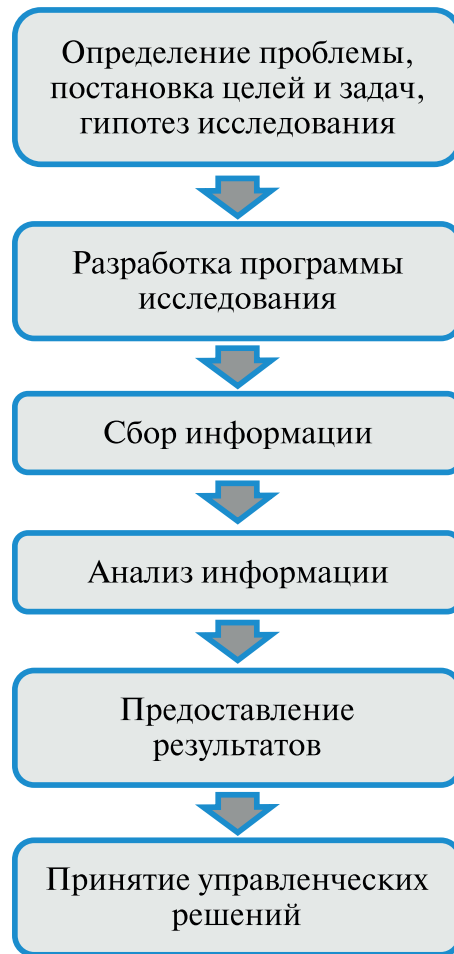 Определение проблемы,
постановка целей и задач,
гипотез исследования
Разработка программы
исследования
Сбор информации
Анализ информации
Предоставление
результатов
Принятие управленческих
решений